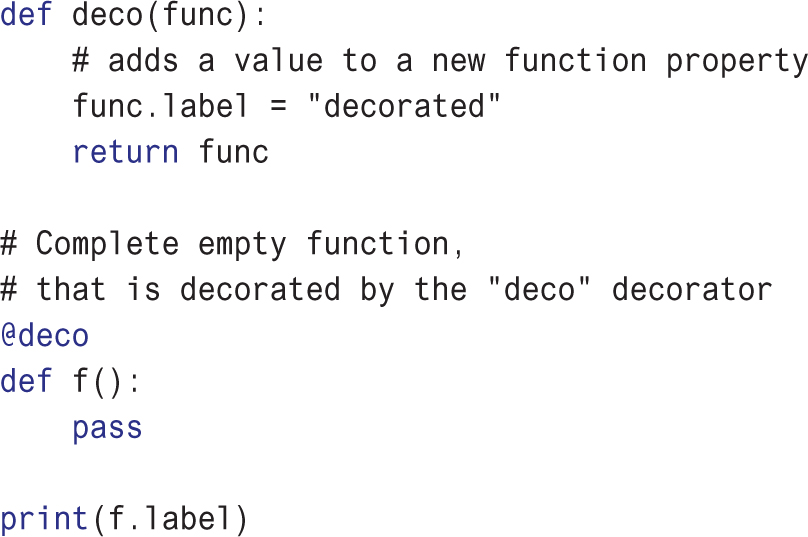 def deco(func):
    # adds a value to a new function property
    func.label = "decorated"
    return func

# Complete empty function,
# that is decorated by the "deco" decorator
@deco
def f():
    pass

print(f.label)